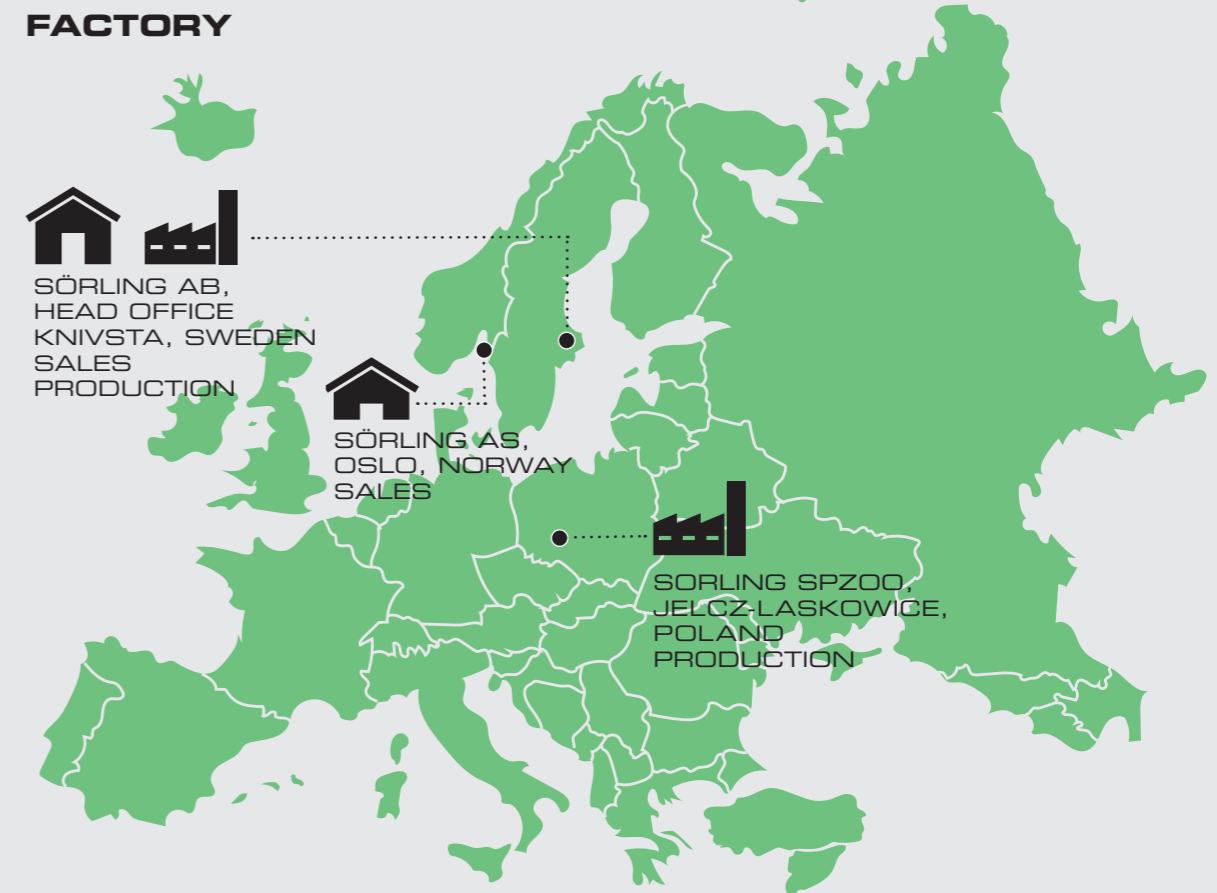 FACTORY
SÖRLING AB,
HEAD OFFICE
KNIVSTA, SWEDEN
SALES
PRODUCTION
SÖRLING AS,
OSLO, NORWAY
SALES
SORLING SPZOO,
JELCZ-LASKOWICE,
POLAND
PRODUCTION